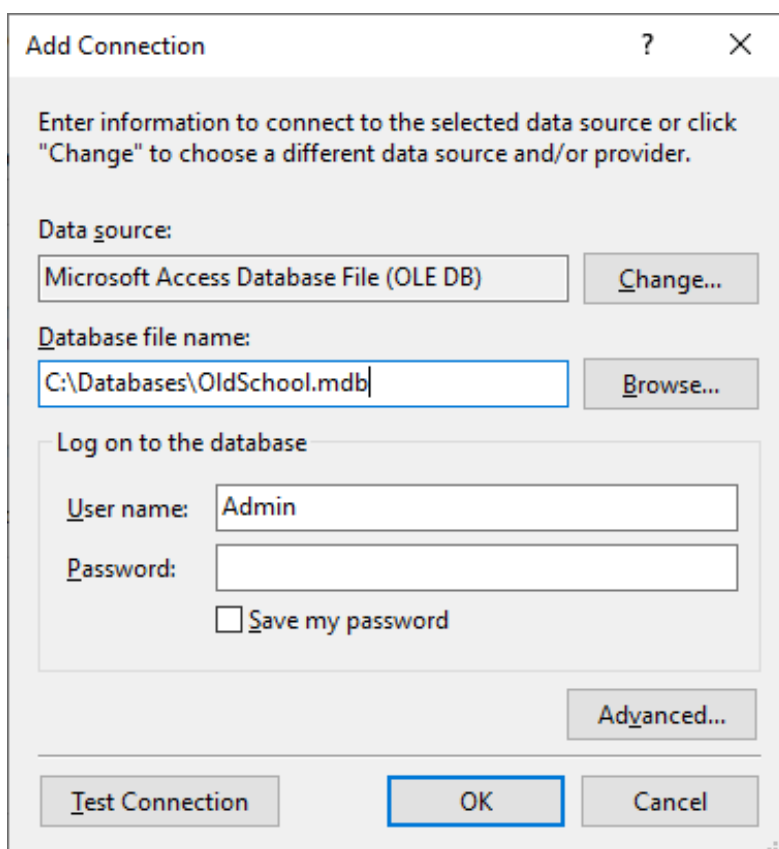 Add Connection
?
Enter information to connect to the selected data source or click
"Change" to choose a different data source and/or provider.
Data source:
Microsoft Access Database File (OLE DB)
Change...
Database file name:
C:\Databases\OldSchool.mdb
Browse...
Log on to the database
User name:
Admin
Password:
Save my password
Advanced...
Test Connection
OK
Cancel